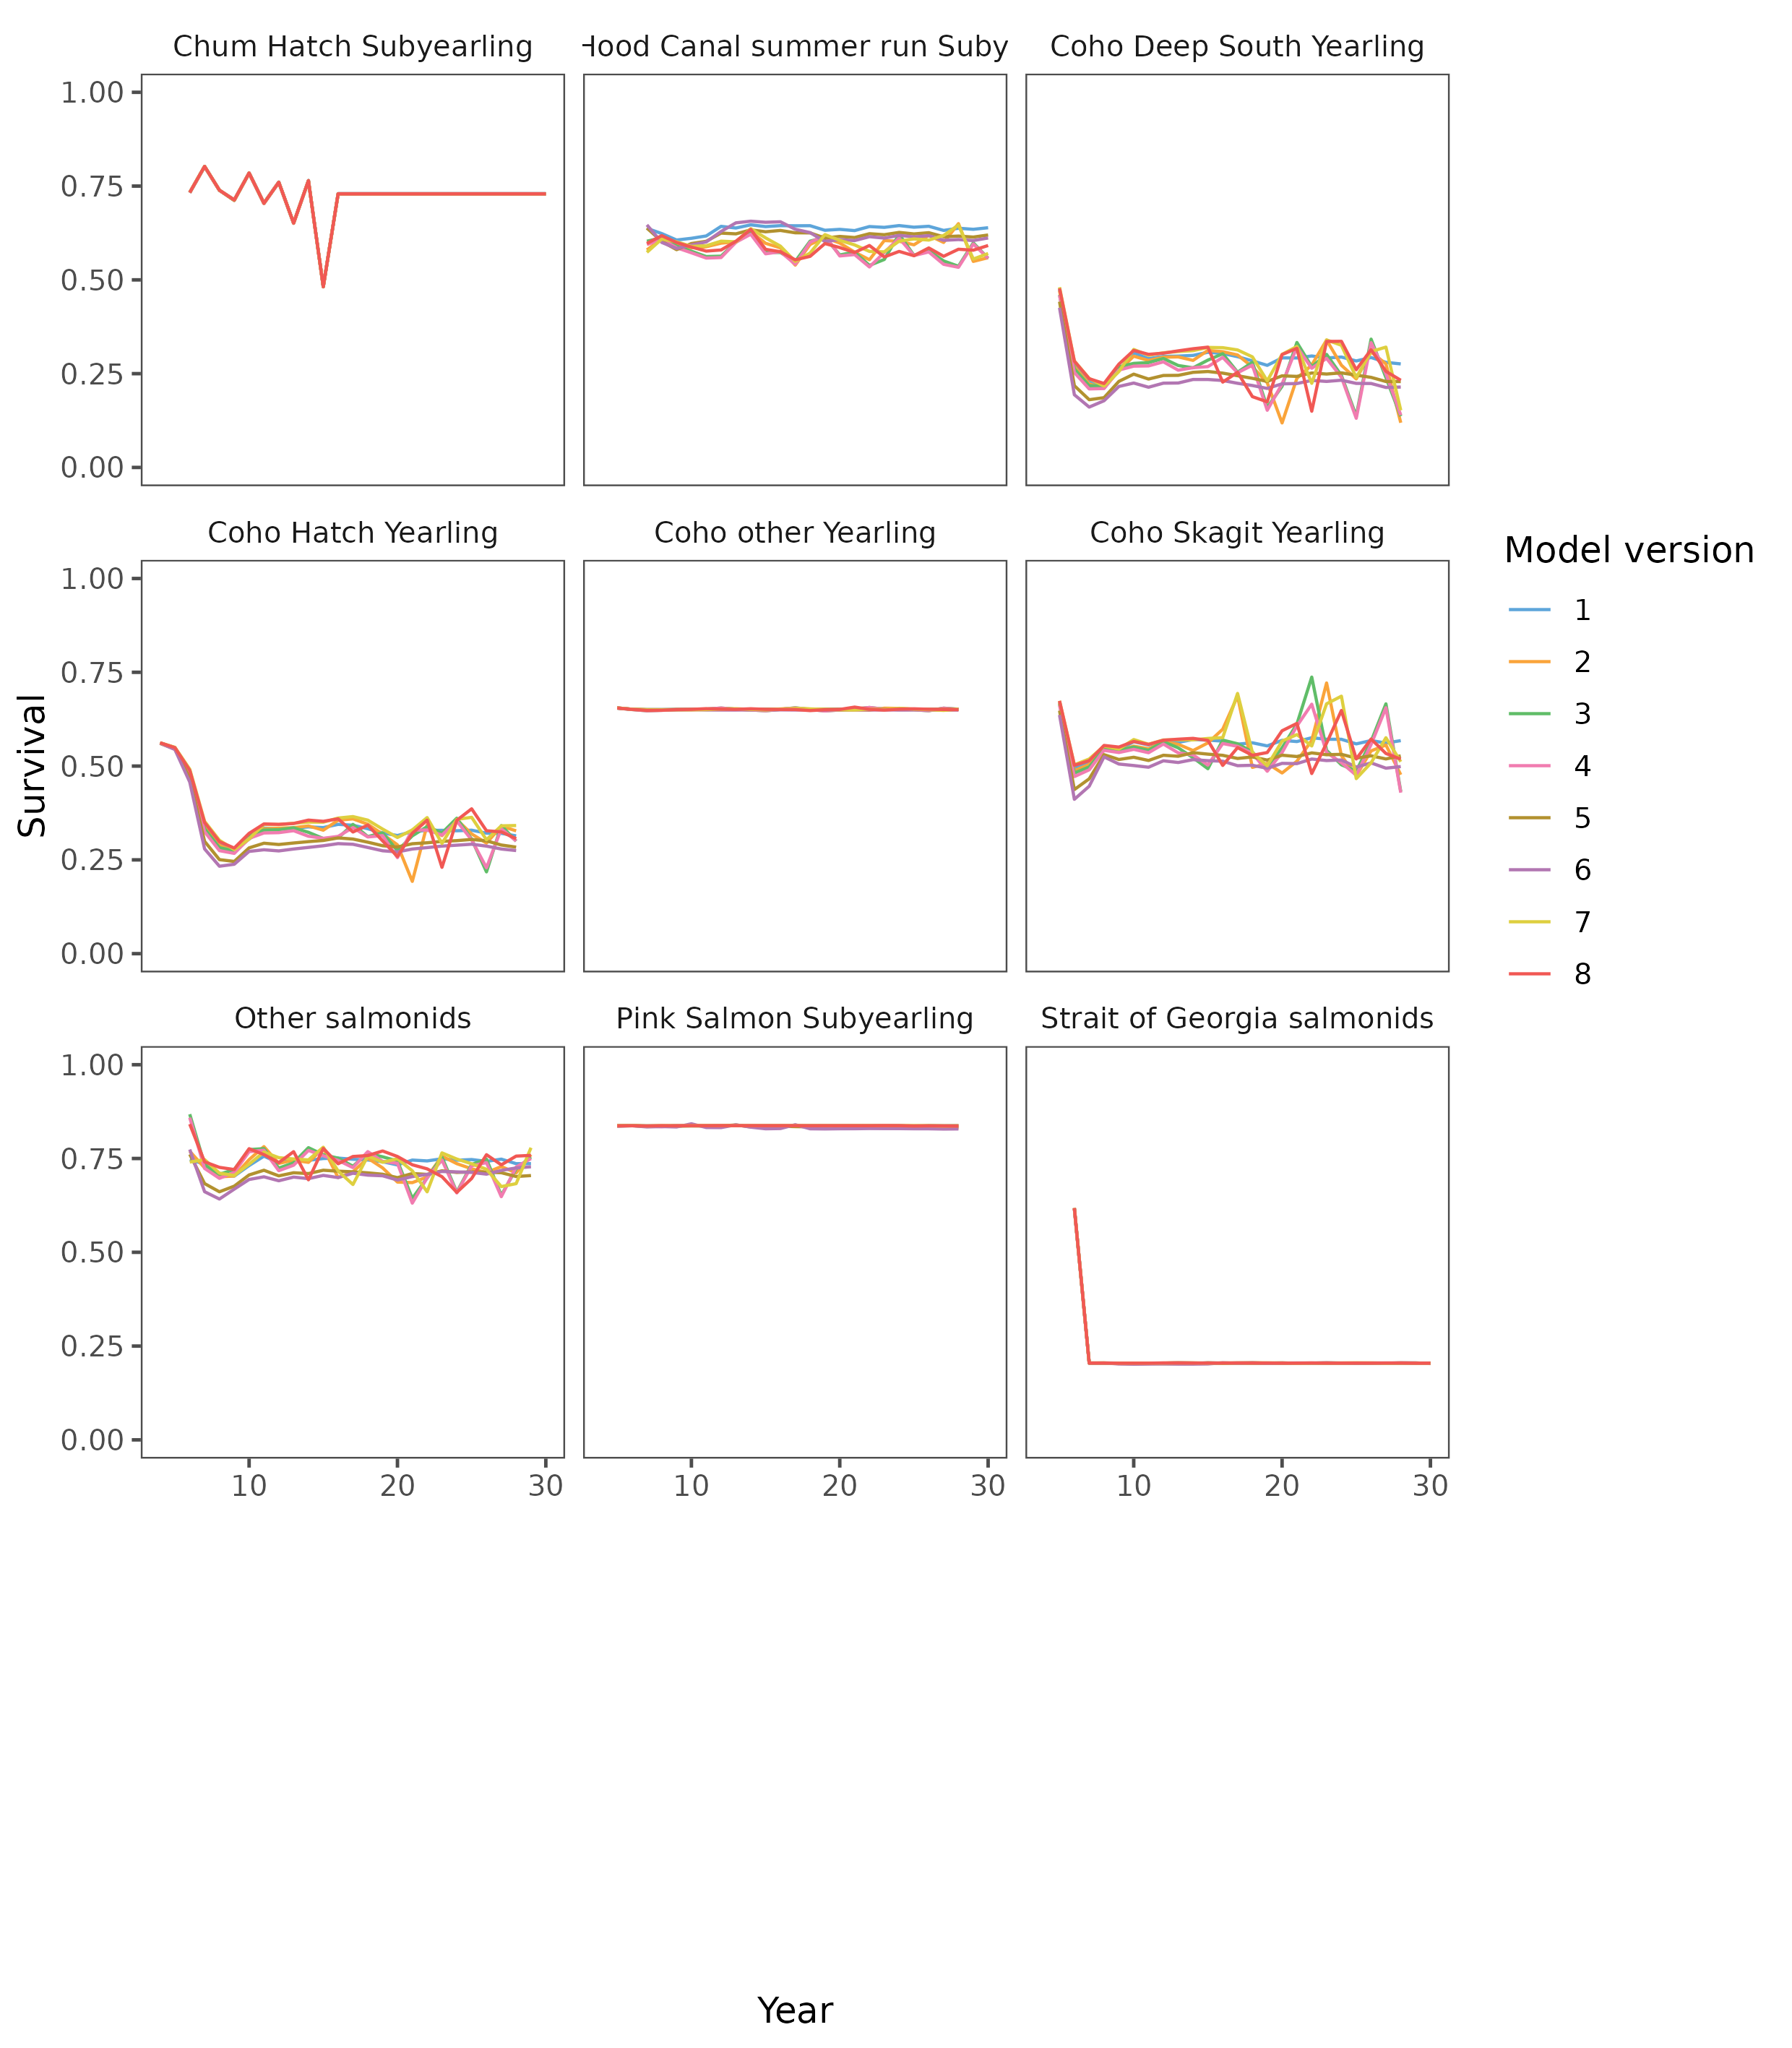 Chum Hatch Subyearling
Hood Canal summer run Suby
Coho Deep South Yearling
1.00
0.75
0.50
0.25
0.00
Coho Hatch Yearling
Coho other Yearling
Coho Skagit Yearling
1.00
0.75
0.50
0.25
0.00
Survival
Model version
1
2
3
4
5
6
7
8
Other salmonids
Pink Salmon Subyearling
Strait of Georgia salmonids
1.00
0.75
0.50
0.25
0.00
10 20 30
10 20 30
10 20 30
Year